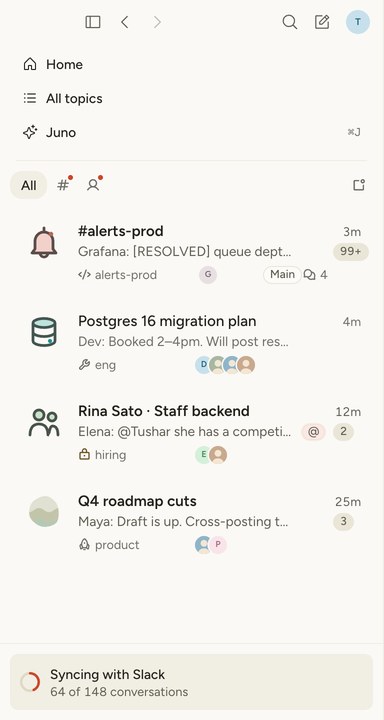 T
Home
All topics
Juno ⌘J
All
#alerts-prod 3m
Grafana: [RESOLVED] queue dept... 99+
alerts-prod G Main 4
Postgres 16 migration plan 4m
Dev: Booked 2–4pm. Will post res...
eng D
Rina Sato · Staff backend 12m
Elena: @Tushar she has a competi... @ 2
hiring E
Q4 roadmap cuts 25m
Maya: Draft is up. Cross-posting t... 3
product P
Syncing with Slack
64 of 148 conversations